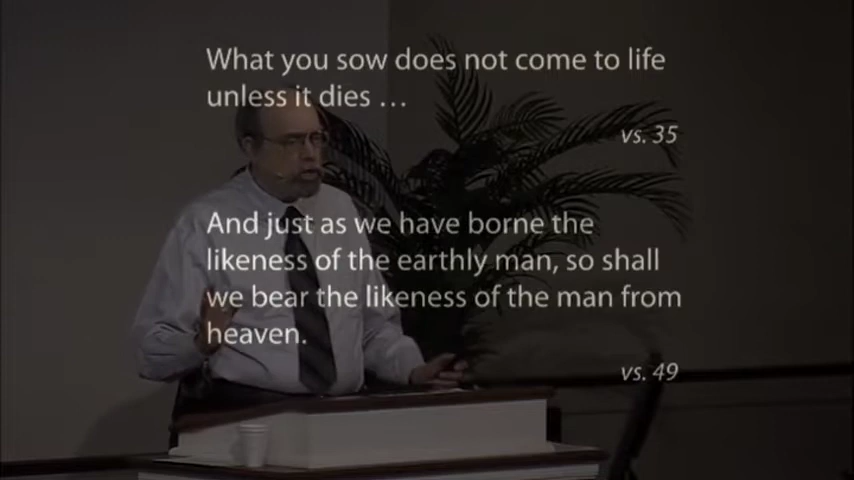 What you sow does not come to life
unless it dies …
vs. 35
And just as we have borne the
likeness of the earthly man, so shall
we bear the likeness of the man from
heaven.
vs. 49